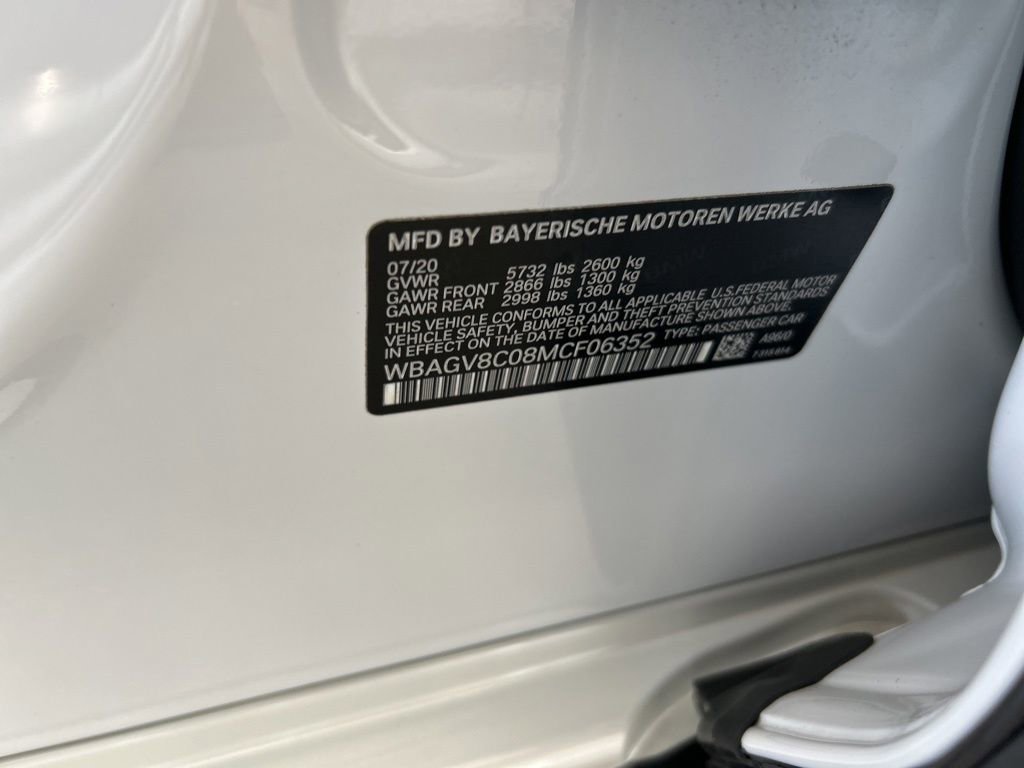 MFD BY BAYERISCHE MOTOREN WERKE AG
07/20
GVWR 5732 lbs 2600 kg
GAWR FRONT 2866 lbs 1300 kg
GAWR REAR 2998 lbs 1360 kg
THIS VEHICLE CONFORMS TO ALL APPLICABLE U.S. FEDERAL MOTOR
VEHICLE SAFETY, BUMPER AND THEFT PREVENTION STANDARDS
IN EFFECT ON THE DATE OF MANUFACTURE SHOWN ABOVE.
WBAGV8C08MCF06352 TYPE: PASSENGER CAR
A96/0